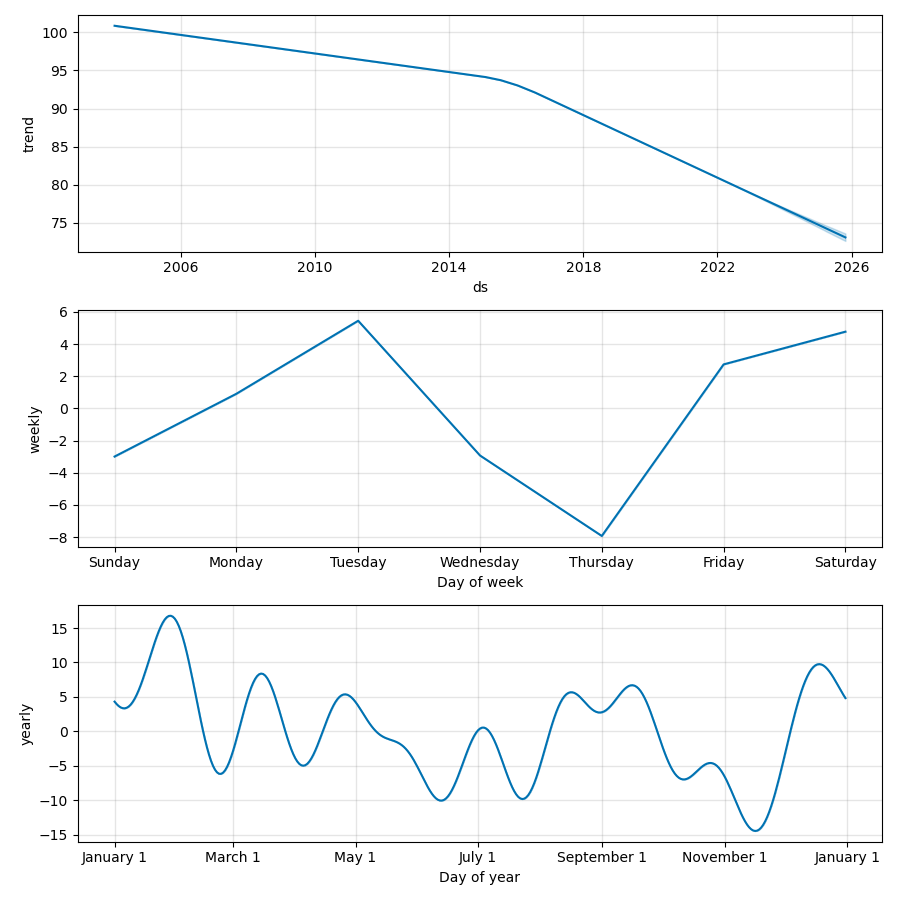 100
95
90
85
80
75
trend
2006 2010 2014 2018 2022 2026
ds
6
4
2
0
−2
−4
−6
−8
weekly
Sunday Monday Tuesday Wednesday Thursday Friday Saturday
Day of week
15
10
5
0
−5
−10
−15
yearly
January 1 March 1 May 1 July 1 September 1 November 1 January 1
Day of year